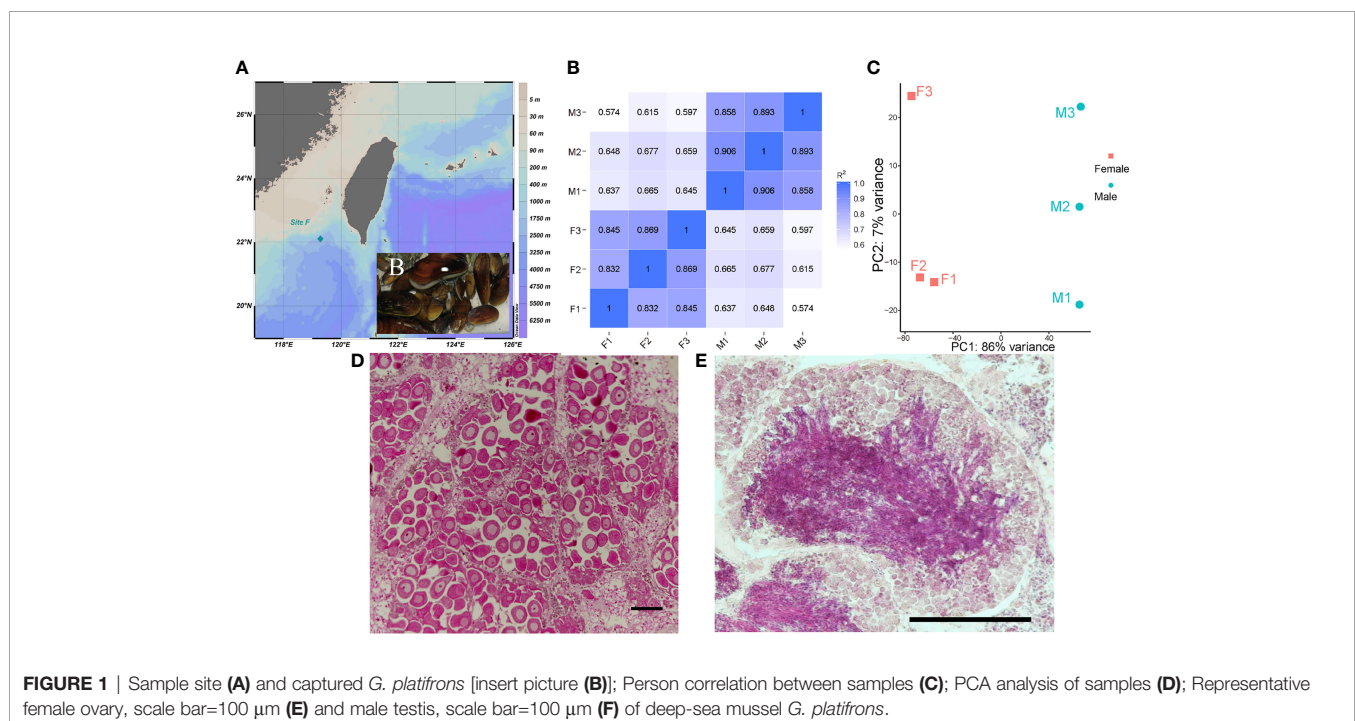 A
26°N
24°N
22°N
20°N
118°E
120°E
122°E
124°E
126°E
Site F
B
5 m
30 m
60 m
90 m
200 m
400 m
1000 m
1750 m
2500 m
3250 m
4000 m
4750 m
5500 m
6250 m
Ocean Data View
B
M3
0.574 0.615 0.597 0.858 0.893 1
M2
0.648 0.677 0.659 0.906 1 0.893
M1
0.637 0.665 0.645 1 0.906 0.858
F3
0.845 0.869 1 0.645 0.659 0.597
F2
0.832 1 0.869 0.665 0.677 0.615
F1
1 0.832 0.845 0.637 0.648 0.574
F1 F2 F3 M1 M2 M3
R²
1.0
0.9
0.8
0.7
0.6
C
PC2: 7% variance
20
10
0
−10
−20
F3
M3
M2
F2
F1
M1
Female
Male
−80 −40 0 40
PC1: 86% variance
D
E
FIGURE 1 | Sample site (A) and captured G. platifrons [insert picture (B)]; Person correlation between samples (C); PCA analysis of samples (D); Representative
female ovary, scale bar=100 μm (E) and male testis, scale bar=100 μm (F) of deep-sea mussel G. platifrons.